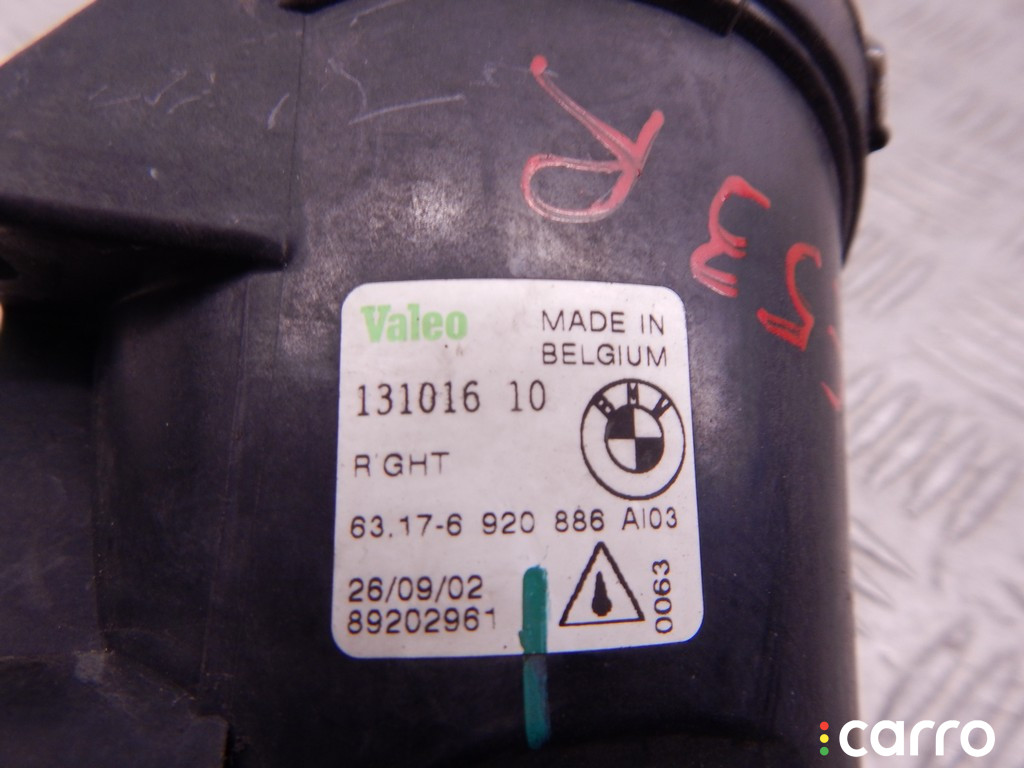 R
Valeo
MADE IN
BELGIUM
131016 10
BMW
R GHT
63.17-6 920 886 AI03
26/09/02
89202961
0063
carro